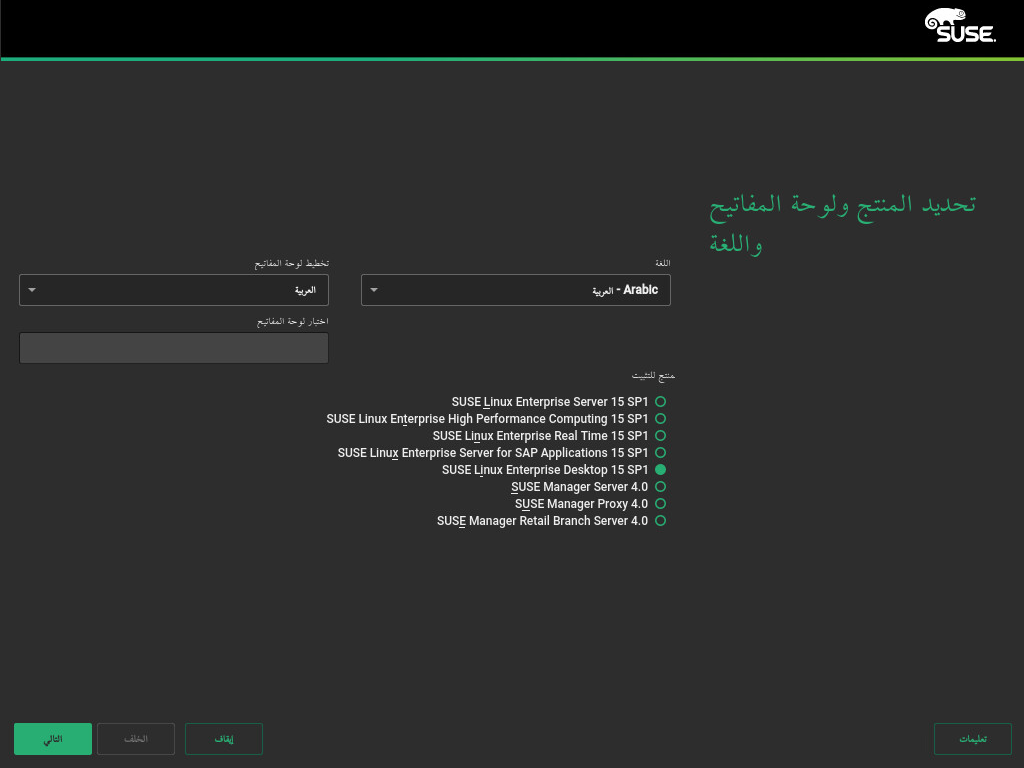 SUSE.
تحديد المنتج ولوحة المفاتيح
واللغة
اللغة
العربية - Arabic
تخطيط لوحة المفاتيح
العربية
اختبار لوحة المفاتيح
منتج للتثبيت
SUSE Linux Enterprise Server 15 SP1
SUSE Linux Enterprise High Performance Computing 15 SP1
SUSE Linux Enterprise Real Time 15 SP1
SUSE Linux Enterprise Server for SAP Applications 15 SP1
SUSE Linux Enterprise Desktop 15 SP1
SUSE Manager Server 4.0
SUSE Manager Proxy 4.0
SUSE Manager Retail Branch Server 4.0
تعليمات
إيقاف
الخلف
التالي